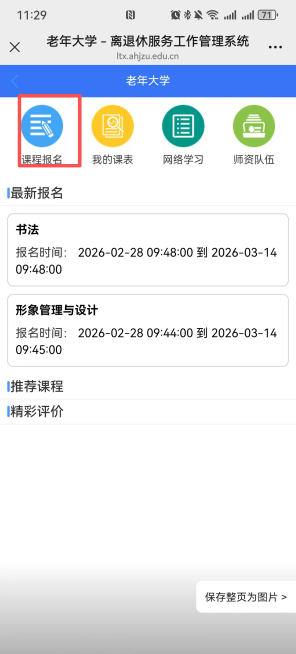 11:29
71
老年大学 - 离退休服务工作管理系统
ltx.ahjzu.edu.cn
老年大学
课程报名
我的课表
网络学习
师资队伍
最新报名
书法
报名时间： 2026-02-28 09:48:00 到 2026-03-14
09:48:00
形象管理与设计
报名时间： 2026-02-28 09:44:00 到 2026-03-14
09:45:00
推荐课程
精彩评价
保存整页为图片 >